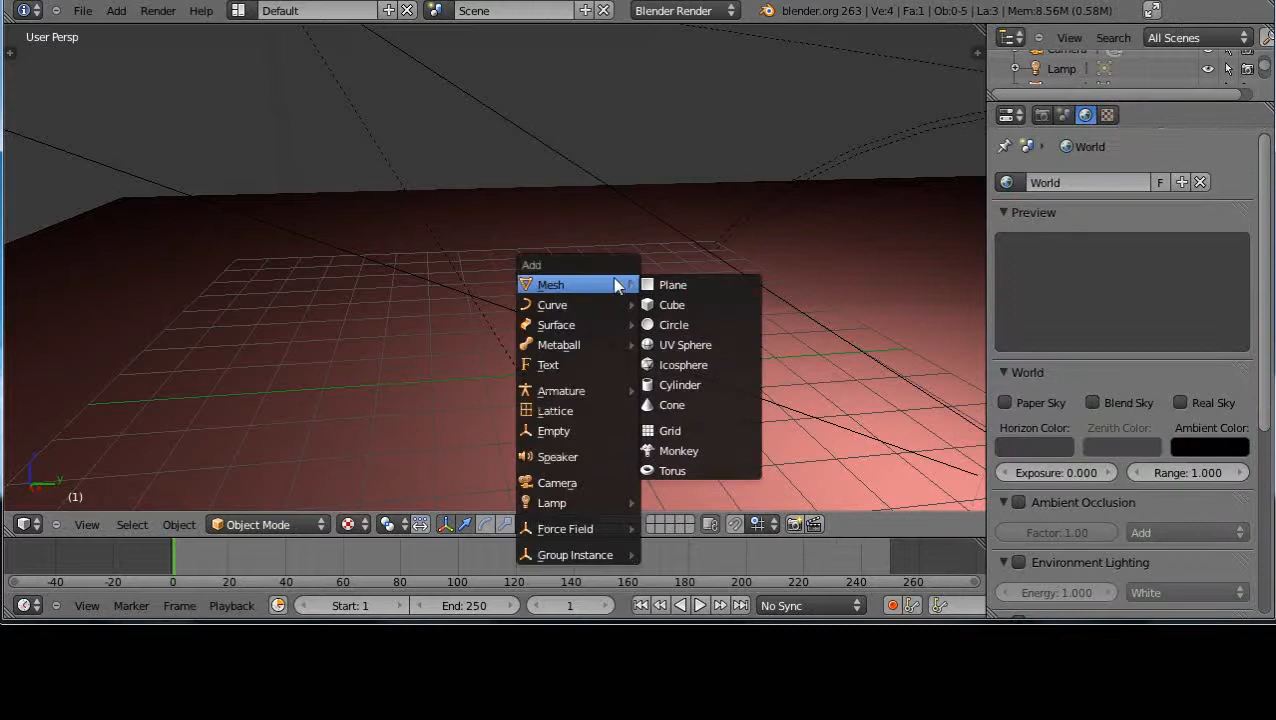 File Add Render Help Default Scene Blender Render blender.org 263 | Ve:4 | Fa:1 | Ob:0-5 | La:3 | Mem:8.56M (0.58M)
User Persp
View Search All Scenes
Lamp
World
World F
Preview
Add
Mesh
Curve
Surface
Metaball
Text
Armature
Lattice
Empty
Speaker
Camera
Lamp
Force Field
Group Instance
Plane
Cube
Circle
UV Sphere
Icosphere
Cylinder
Cone
Grid
Monkey
Torus
World
Paper Sky Blend Sky Real Sky
Horizon Color: Zenith Color: Ambient Color:
Exposure: 0.000 Range: 1.000
Ambient Occlusion
Factor: 1.00 Add
Environment Lighting
Energy: 1.000 White
y
(1)
View Select Object Object Mode
-40 -20 0 20 40 60 80 100 120 140 160 180 200 220 240 260
View Marker Frame Playback Start: 1 End: 250 1 No Sync